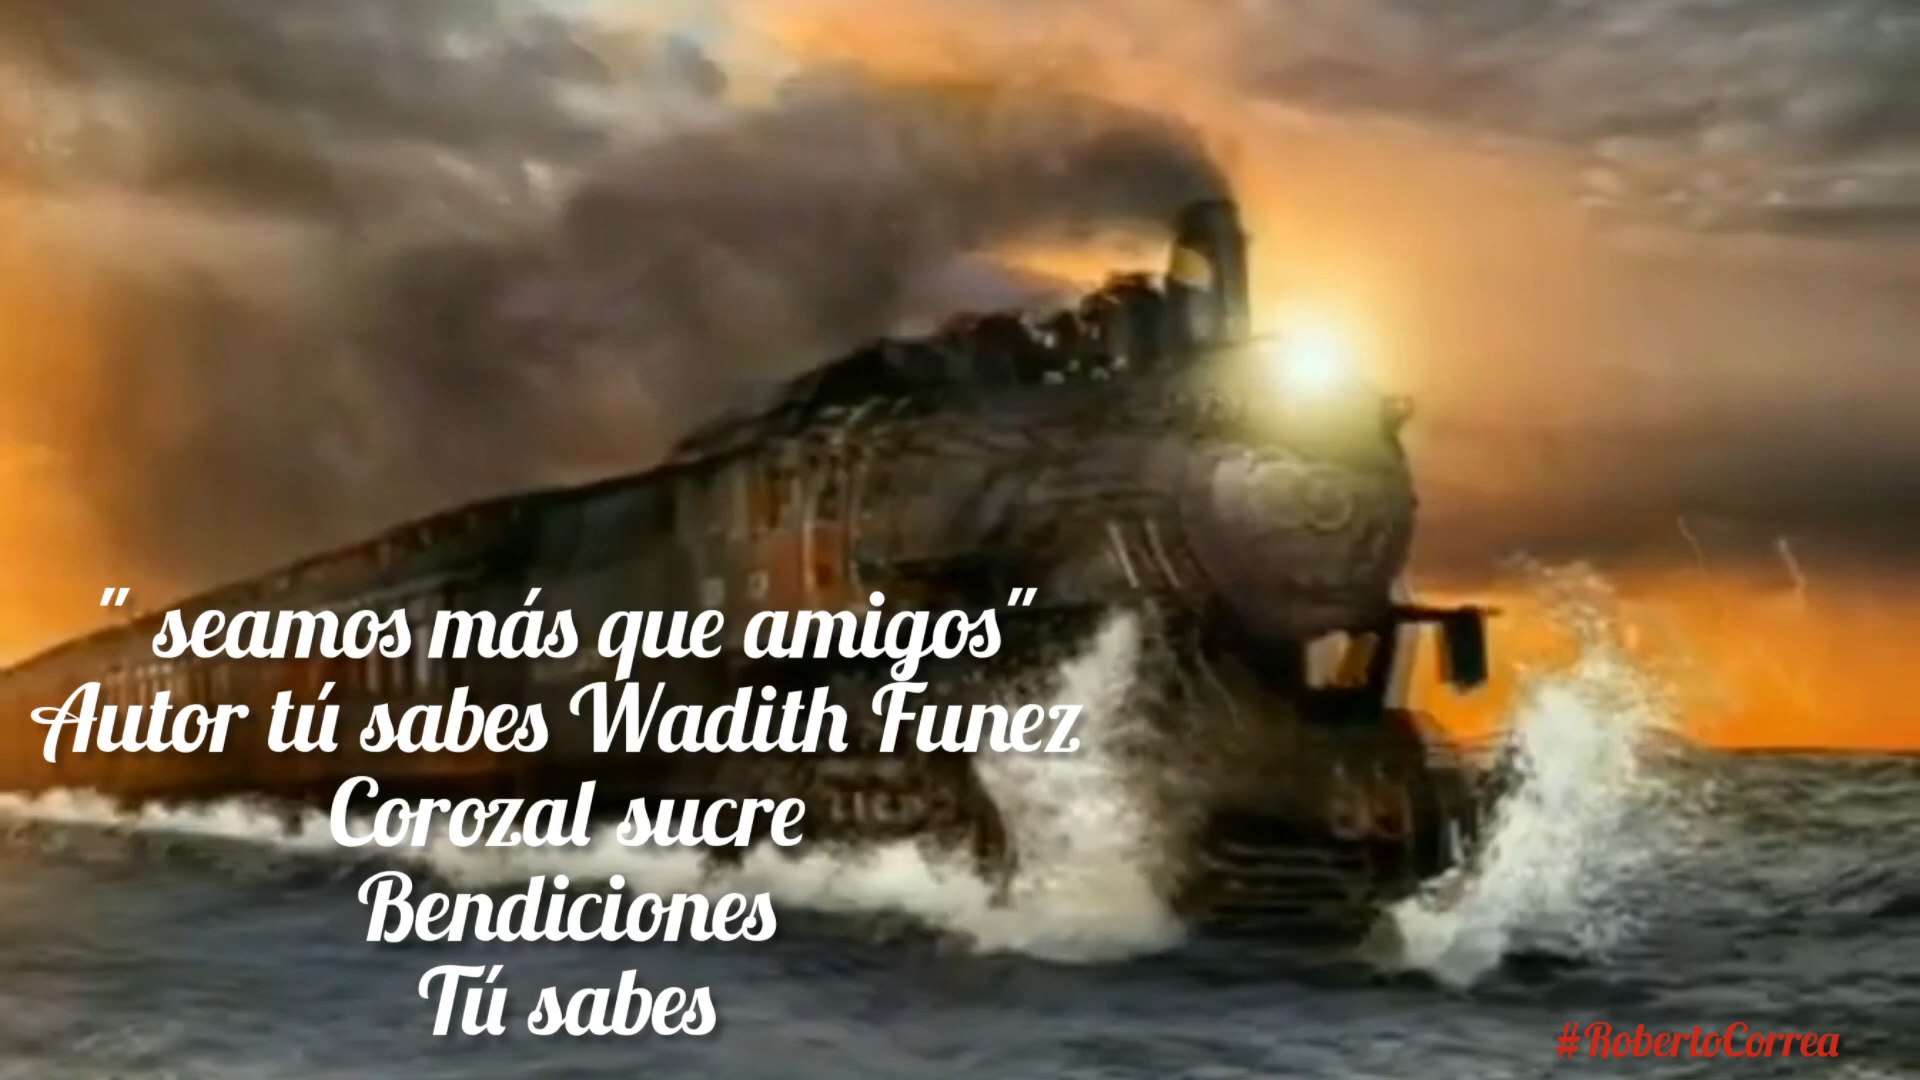 " seamos más que amigos"
Autor tú sabes Wadith Funez
Corozal sucre
Bendiciones
Tú sabes
#RobertoCorrea